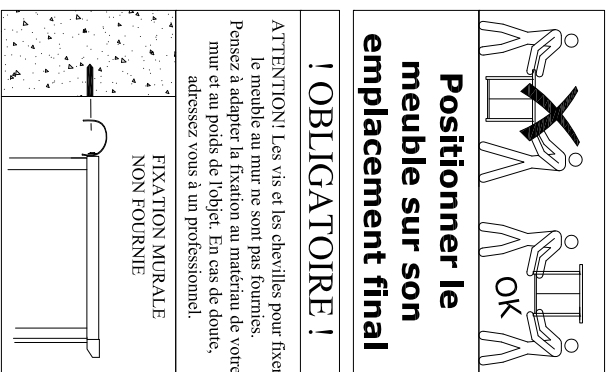 OK
Positionner le
meuble sur son
emplacement final
! OBLIGATOIRE !
ATTENTION! Les vis et les chevilles pour fixer
le meuble au mur ne sont pas fournies.
Pensez à adapter la fixation au matériau de votre
mur et au poids de l'objet. En cas de doute,
adressez vous à un professionnel.
FIXATION MURALE
NON FOURNIE